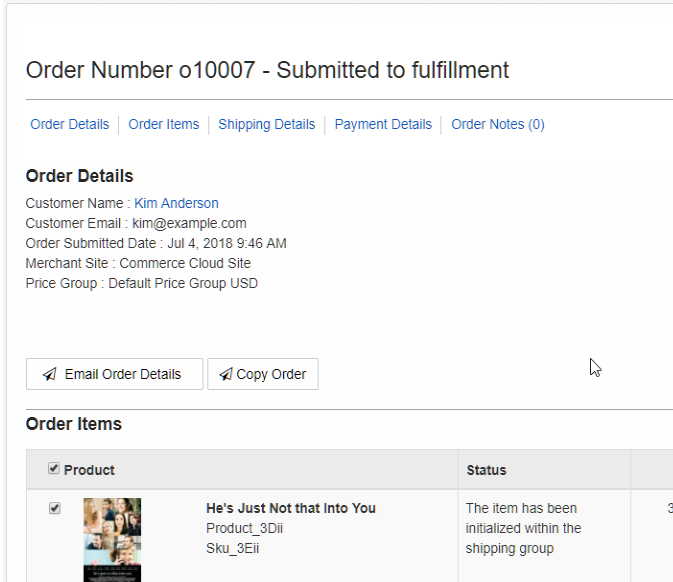 Order Number o10007 - Submitted to fulfillment
Order Details
Order Items
Shipping Details
Payment Details
Order Notes (0)
Order Details
Customer Name : Kim Anderson
Customer Email : kim@example.com
Order Submitted Date : Jul 4, 2018 9:46 AM
Merchant Site : Commerce Cloud Site
Price Group : Default Price Group USD
Email Order Details
Copy Order
Order Items
Product
Status
He's Just Not that Into You
Product_3Dii
Sku_3Eii
The item has been
initialized within the
shipping group